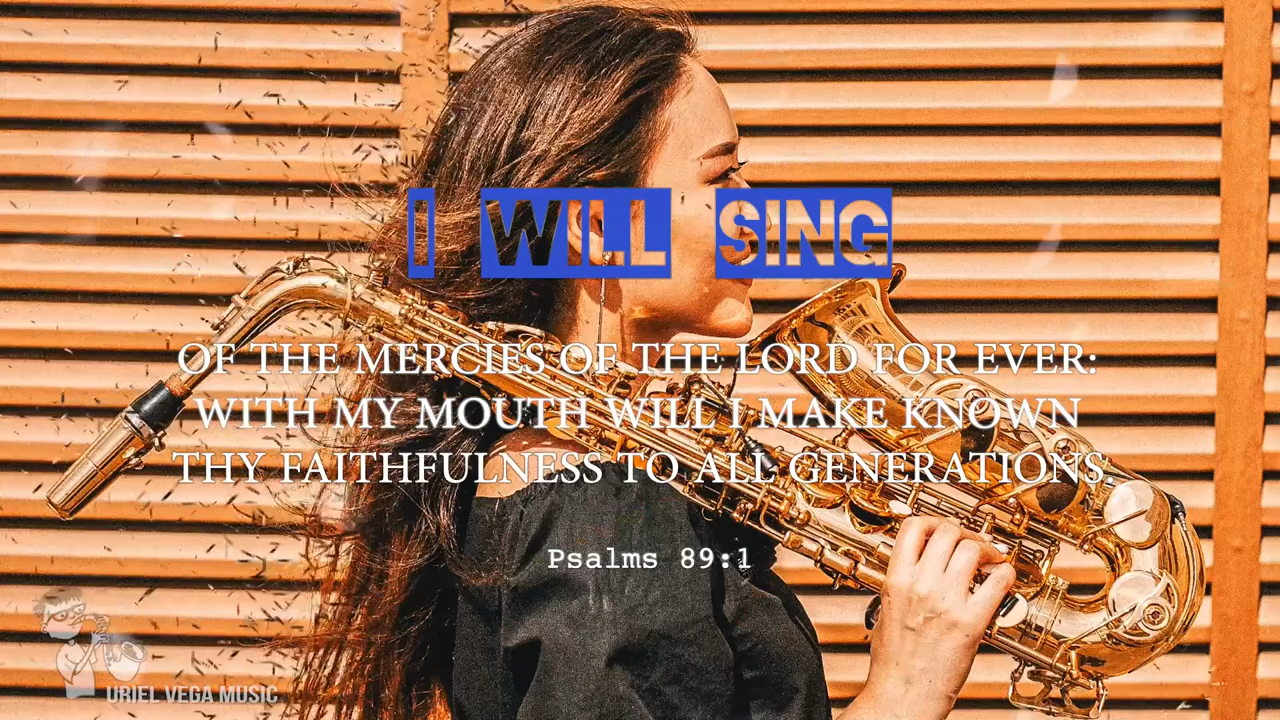 I WILL SING
OF THE MERCIES OF THE LORD FOR EVER:
WITH MY MOUTH WILL I MAKE KNOWN
THY FAITHFULNESS TO ALL GENERATIONS
Psalms 89:1
URIEL VEGA MUSIC